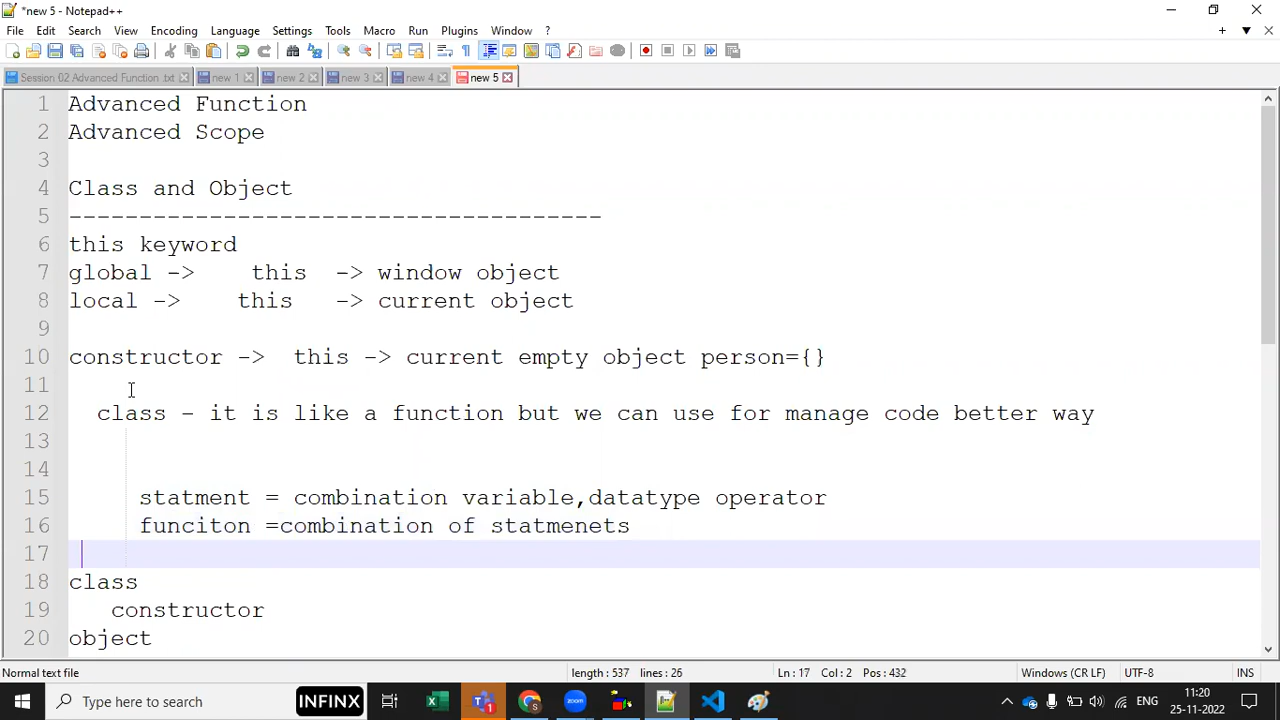 *new 5 - Notepad++
File Edit Search View Encoding Language Settings Tools Macro Run Plugins Window ?
Session 02 Advanced Function .txt new 1 new 2 new 3 new 4 new 5
1 Advanced Function
2 Advanced Scope
3
4 Class and Object
5 --------------------------------------
6 this keyword
7 global -> this -> window object
8 local -> this -> current object
9
10 constructor -> this -> current empty object person={}
11
12 class - it is like a function but we can use for manage code better way
13
14
15 statment = combination variable,datatype operator
16 funciton =combination of statmenets
17
18 class
19 constructor
20 object
Normal text file length : 537 lines : 26 Ln : 17 Col : 2 Pos : 432 Windows (CR LF) UTF-8 INS
Type here to search INFINX ENG 11:20
25-11-2022